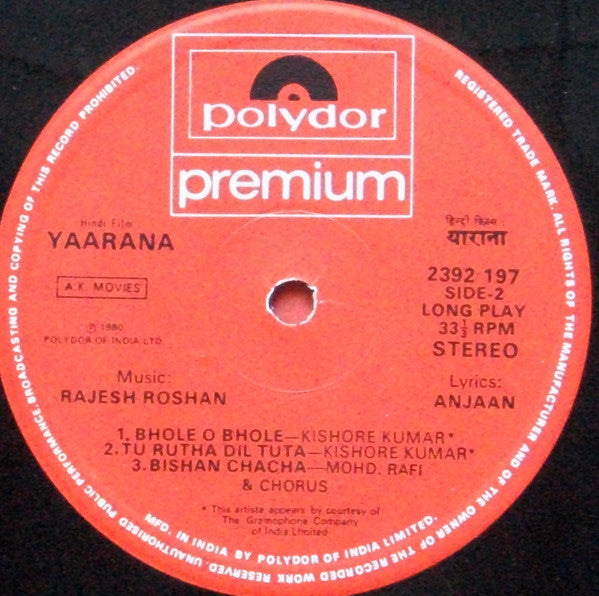 polydor
premium
Hindi Film
YAARANA
A.K. MOVIES
℗ 1980
POLYDOR OF INDIA LTD.
हिन्दी फिल्म
याराना
2392 197
SIDE-2
LONG PLAY
33⅓ RPM
STEREO
Music:
RAJESH ROSHAN
Lyrics:
ANJAAN
1. BHOLE O BHOLE—KISHORE KUMAR*
2. TU RUTHA DIL TUTA—KISHORE KUMAR*
3. BISHAN CHACHA—MOHD. RAFI
& CHORUS
* This artiste appears by courtesy of
The Gramophone Company
of India Limited
MFD. IN INDIA BY POLYDOR OF INDIA LIMITED.
REGISTERED TRADE MARK. ALL RIGHTS OF THE MANUFACTURER AND OF THE OWNER OF THE RECORDED WORK RESERVED UNAUTHORISED PUBLIC PERFORMANCE BROADCASTING AND COPYING OF THIS RECORD PROHIBITED.